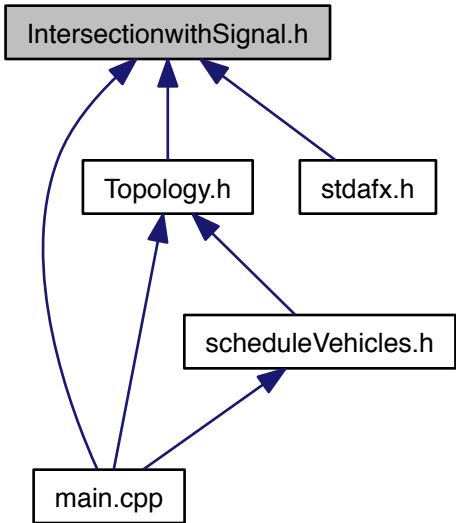 IntersectionwithSignal.h
Topology.h
stdafx.h
scheduleVehicles.h
main.cpp